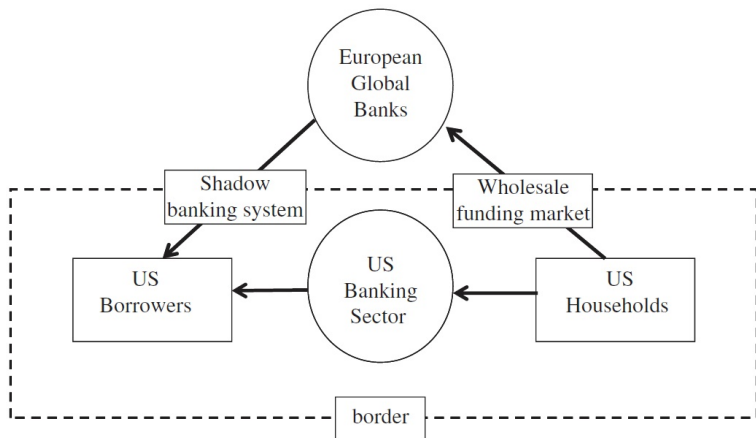 European
Global
Banks
Shadow
banking system
Wholesale
funding market
US
Borrowers
US
Banking
Sector
US
Households
border